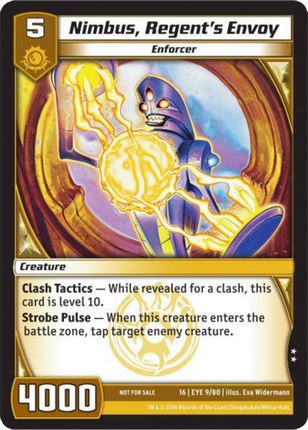 5
Nimbus, Regent's Envoy
Enforcer
Creature
Clash Tactics — While revealed for a clash, this
card is level 10.
Strobe Pulse — When this creature enters the
battle zone, tap target enemy creature.
4000
NOT FOR SALE
16 | EYE 9/80 | illus. Eva Widermann
TM & © 2014 Wizards of the Coast/Shogakukan/Mitsui-Kids